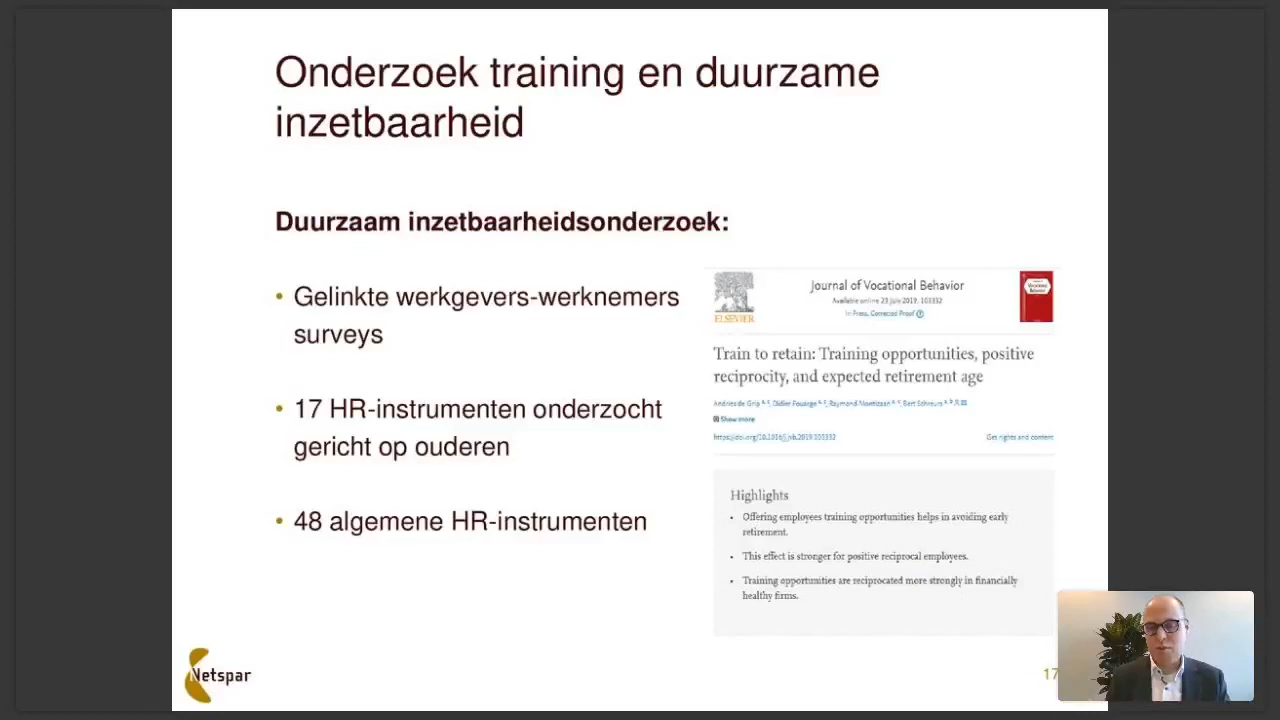 Onderzoek training en duurzame
inzetbaarheid
Duurzaam inzetbaarheidsonderzoek:
• Gelinkte werkgevers-werknemers
surveys
• 17 HR-instrumenten onderzocht
gericht op ouderen
• 48 algemene HR-instrumenten
ELSEVIER
Journal of Vocational Behavior
Available online 23 July 2019, 103332
In Press, Corrected Proof
Train to retain: Training opportunities, positive
reciprocity, and expected retirement age
Andries de Grip, Didier Fouarge, Raymond Montizaan, Bert Schreurs
Show more
https://doi.org/10.1016/j.jvb.2019.103332
Get rights and content
Highlights
• Offering employees training opportunities helps in avoiding early
retirement.
• This effect is stronger for positive reciprocal employees.
• Training opportunities are reciprocated more strongly in financially
healthy firms.
Netspar
17